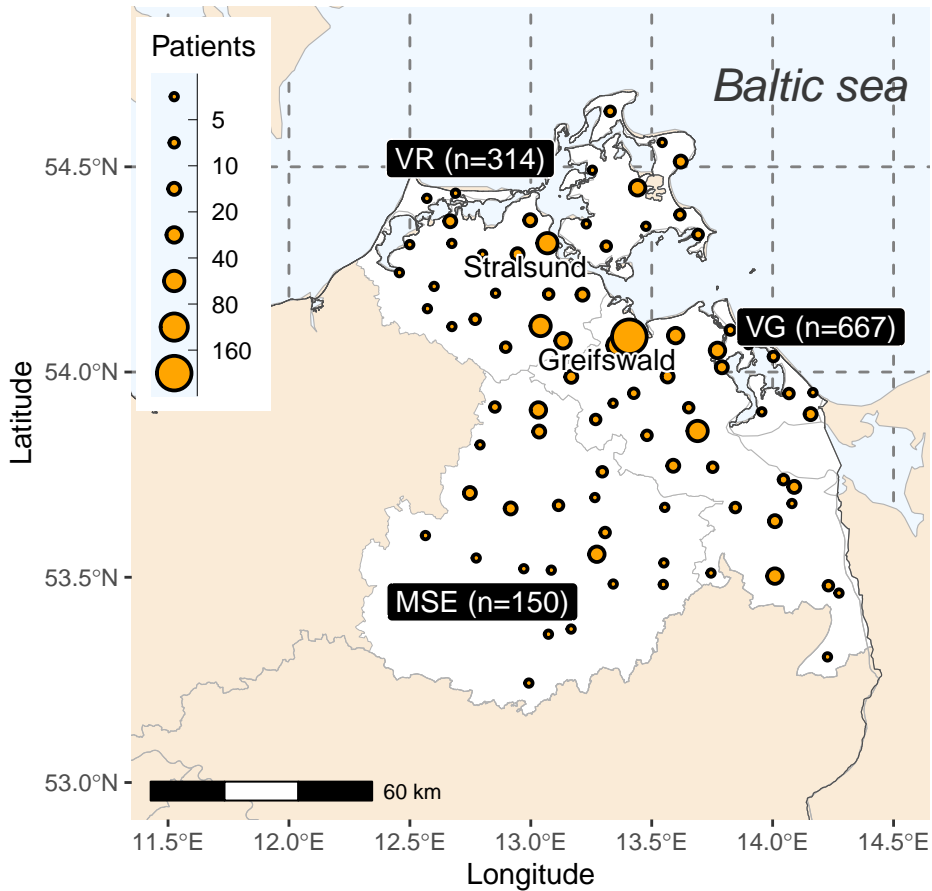 Patients
5
10
20
40
80
160
Baltic sea
VR (n=314)
Stralsund
VG (n=667)
Greifswald
MSE (n=150)
60 km
54.5°N
54.0°N
53.5°N
53.0°N
Latitude
11.5°E 12.0°E 12.5°E 13.0°E 13.5°E 14.0°E 14.5°E
Longitude